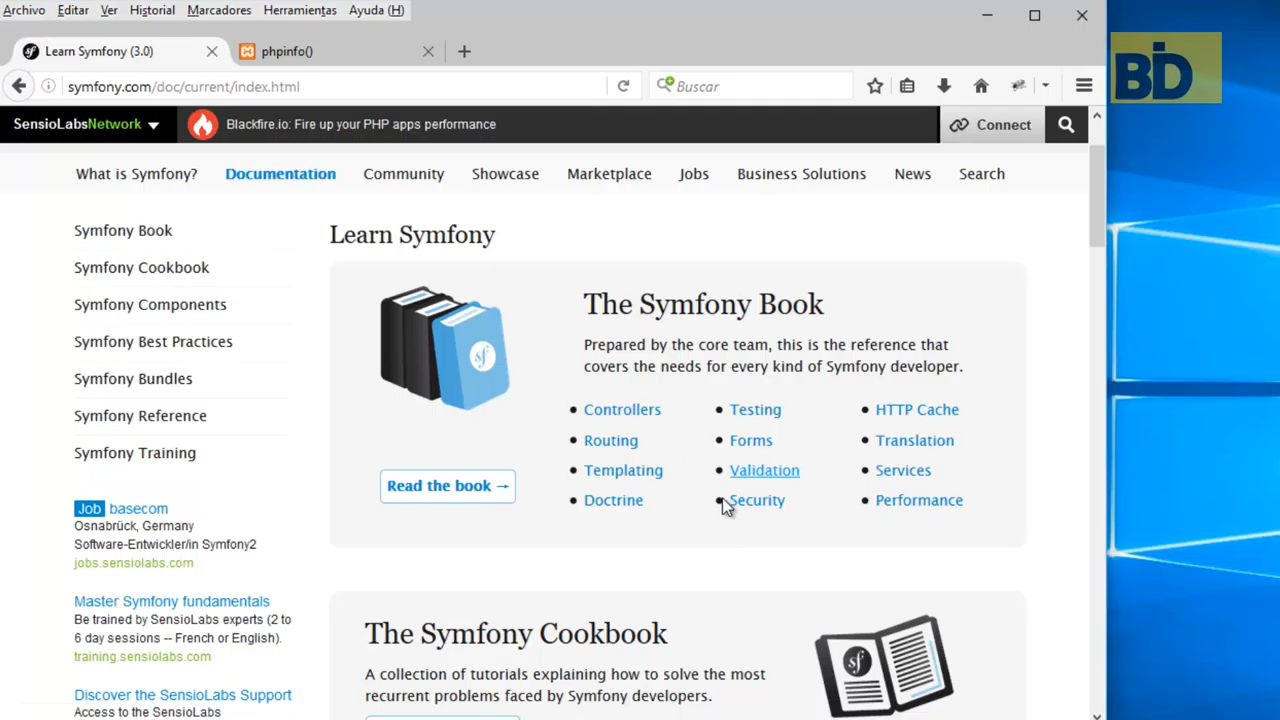 Archivo Editar Ver Historial Marcadores Herramientas Ayuda (H)
Learn Symfony (3.0)
phpinfo()
symfony.com/doc/current/index.html
Buscar
BiD
SensioLabsNetwork
Blackfire.io: Fire up your PHP apps performance
Connect
What is Symfony? Documentation Community Showcase Marketplace Jobs Business Solutions News Search
Symfony Book
Symfony Cookbook
Symfony Components
Symfony Best Practices
Symfony Bundles
Symfony Reference
Symfony Training
Job basecom
Osnabrück, Germany
Software-Entwickler/in Symfony2
jobs.sensiolabs.com
Master Symfony fundamentals
Be trained by SensioLabs experts (2 to
6 day sessions -- French or English).
training.sensiolabs.com
Discover the SensioLabs Support
Access to the SensioLabs
Learn Symfony
sf
The Symfony Book
Prepared by the core team, this is the reference that
covers the needs for every kind of Symfony developer.
Controllers
Routing
Templating
Doctrine
Testing
Forms
Validation
Security
HTTP Cache
Translation
Services
Performance
Read the book →
The Symfony Cookbook
A collection of tutorials explaining how to solve the most
recurrent problems faced by Symfony developers.
sf